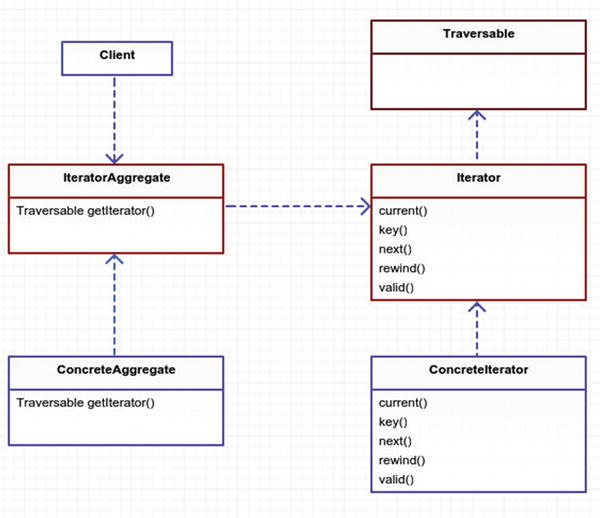 Client
Traversable
IteratorAggregate
Traversable getIterator()
Iterator
current()
key()
next()
rewind()
valid()
ConcreteAggregate
Traversable getIterator()
ConcreteIterator
current()
key()
next()
rewind()
valid()